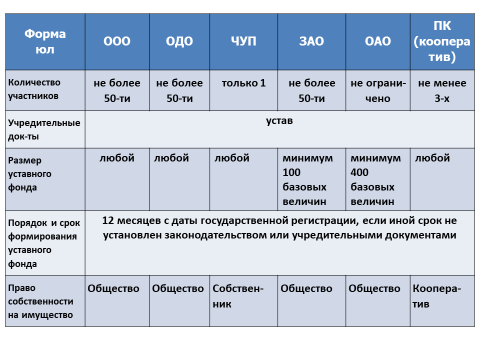 Форма
юл
ООО
ОДО
ЧУП
ЗАО
ОАО
ПК
(коопера
тив)
Количество
участников
не более
50-ти
не более
50-ти
только 1
не более
50-ти
не ограни-
чено
не менее
3-х
Учредительные
док-ты
устав
Размер
уставного
фонда
любой
любой
любой
минимум
100
базовых
величин
минимум
400
базовых
величин
любой
Порядок и срок
формирования
уставного
фонда
12 месяцев с даты государственной регистрации, если иной срок не
установлен законодательством или учредительными документами
Право
собственности
на имущество
Общество
Общество
Собствен-
ник
Общество
Общество
Коопера-
тив